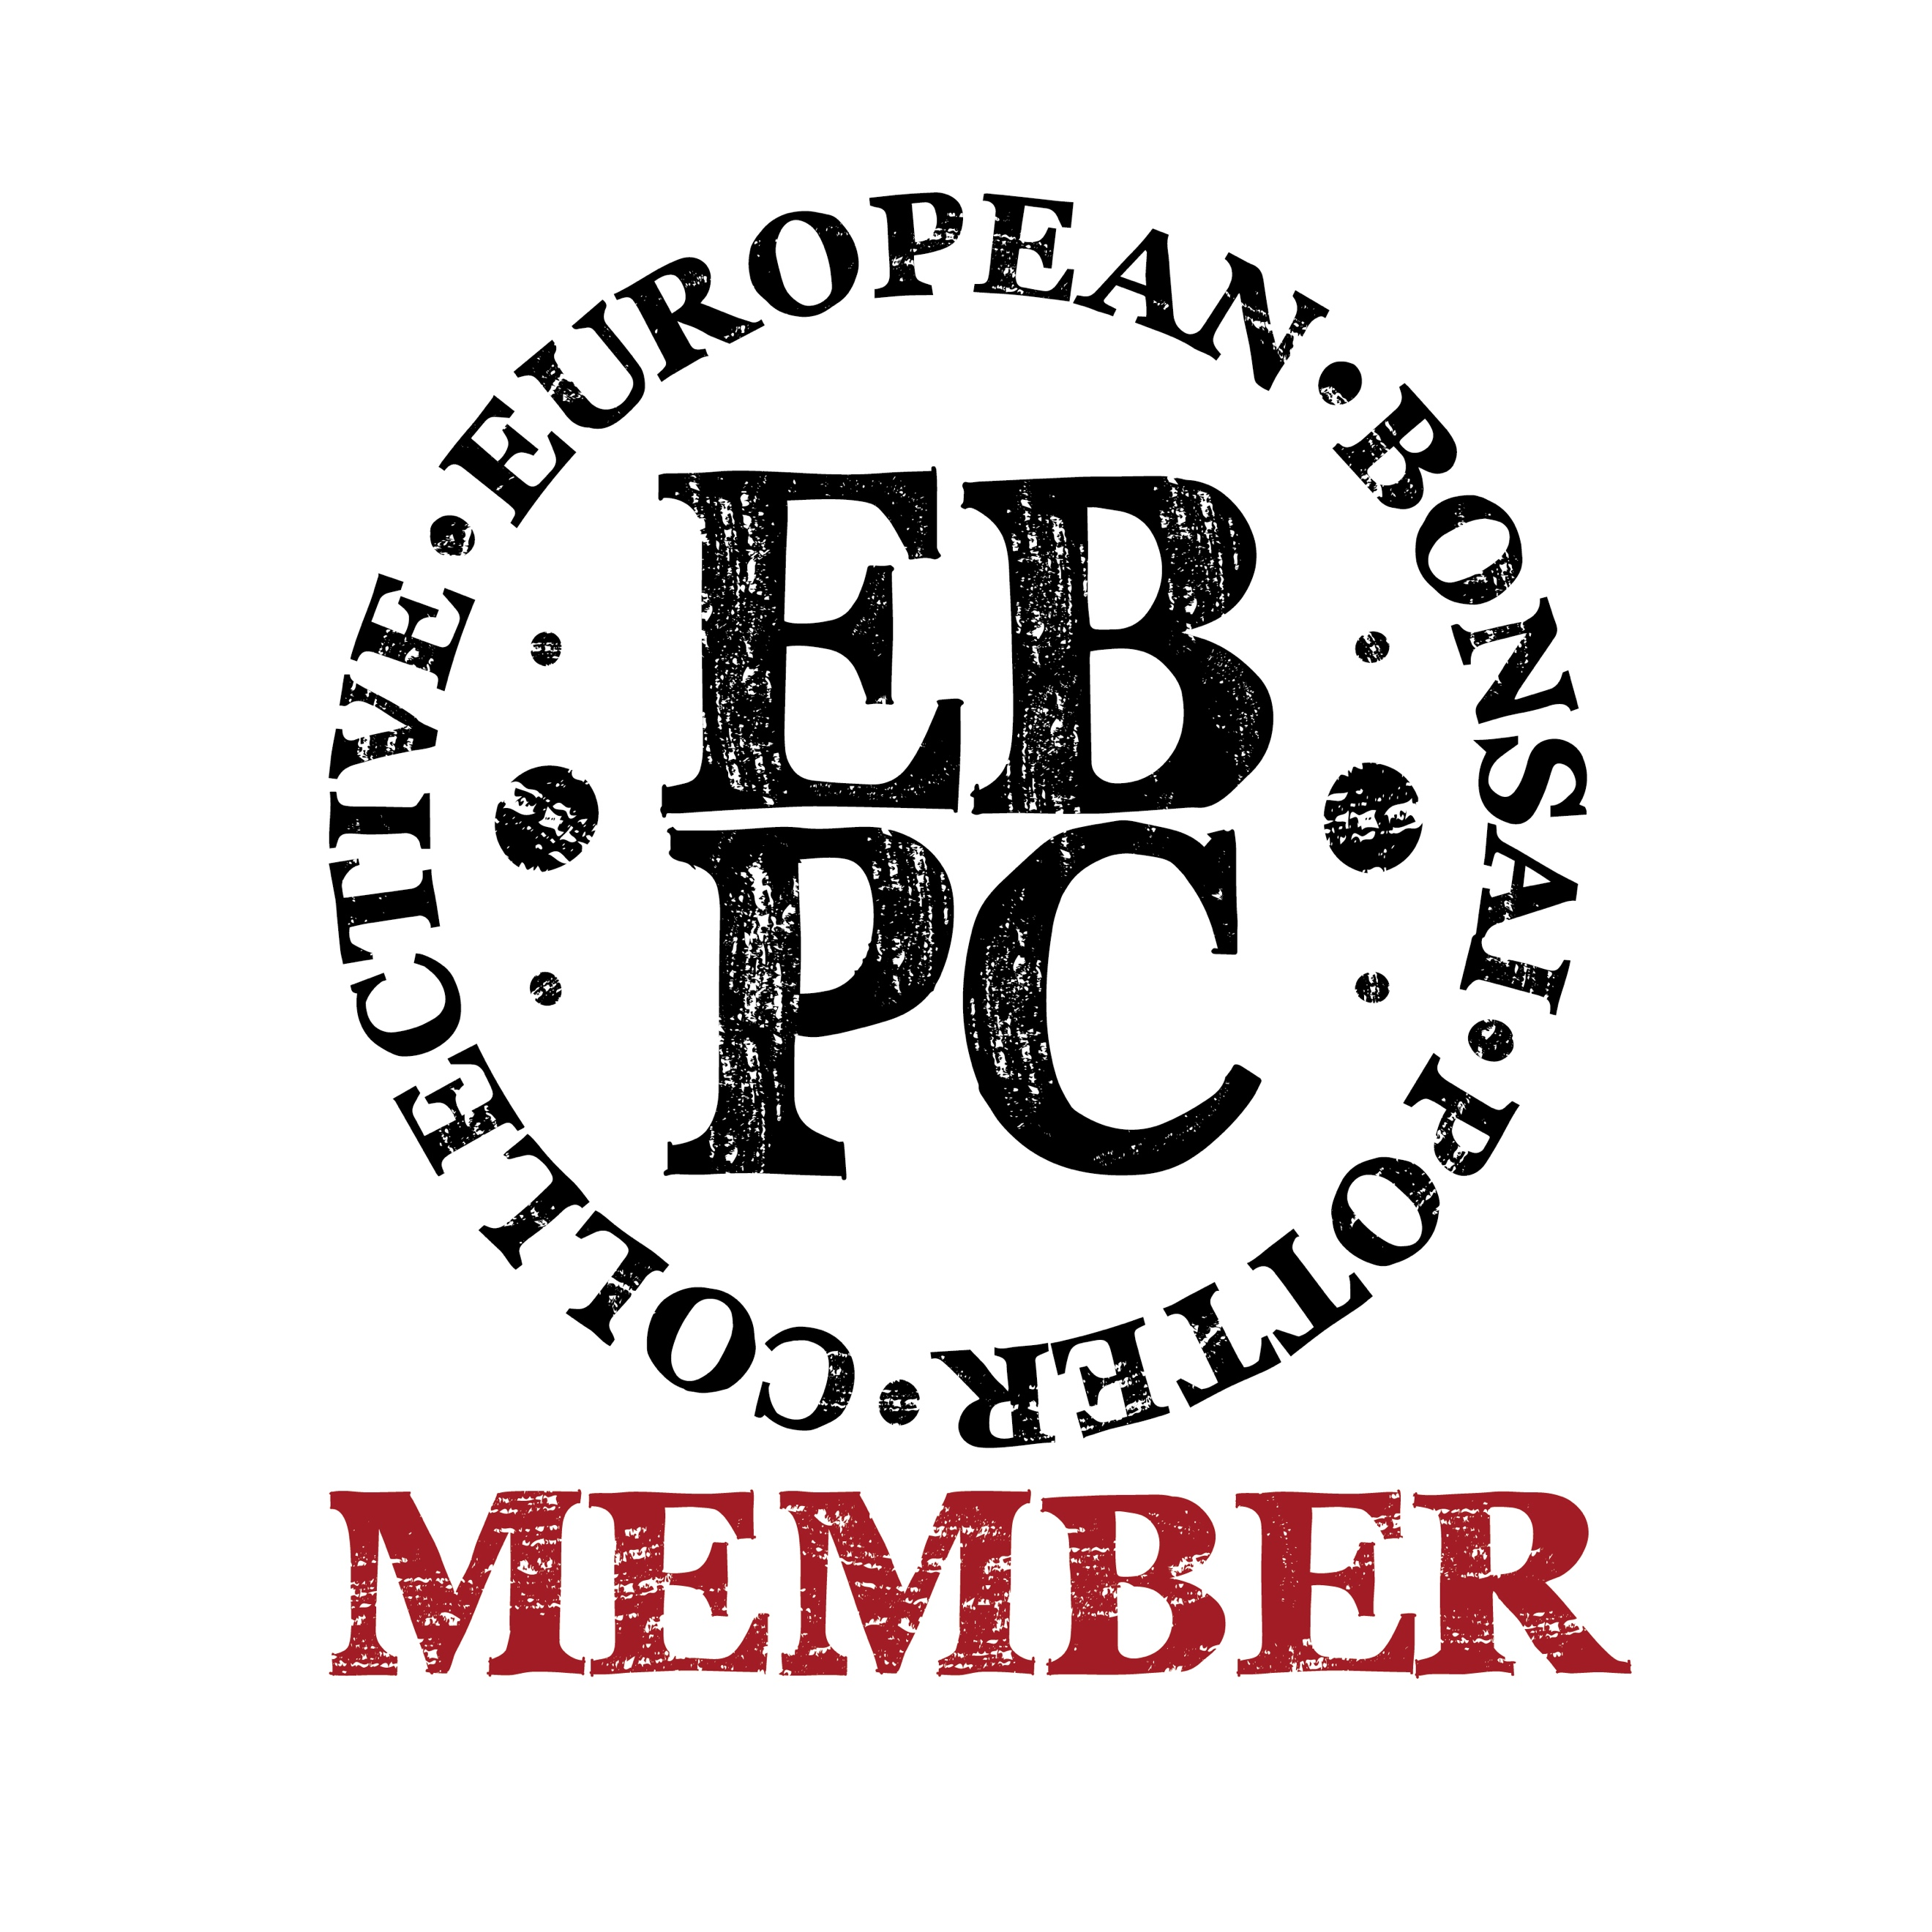 EUROPEAN • BONSAI • POTTER • COLLECTIVE •
EB
PC
MEMBER